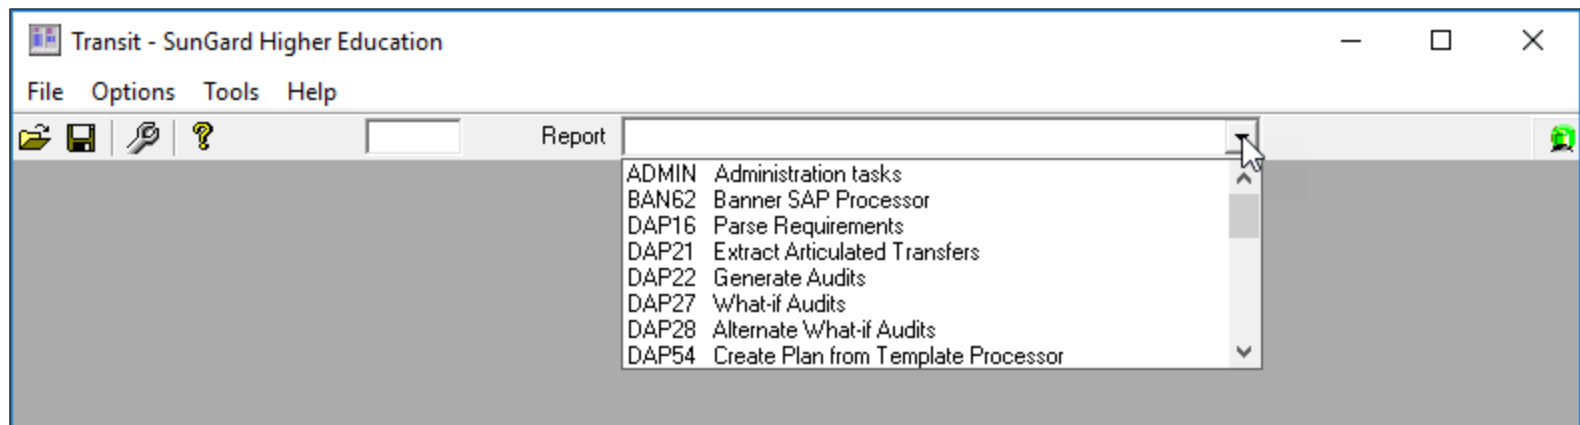 Transit - SunGard Higher Education
File Options Tools Help
Report
ADMIN Administration tasks
BAN62 Banner SAP Processor
DAP16 Parse Requirements
DAP21 Extract Articulated Transfers
DAP22 Generate Audits
DAP27 What-if Audits
DAP28 Alternate What-if Audits
DAP54 Create Plan from Template Processor